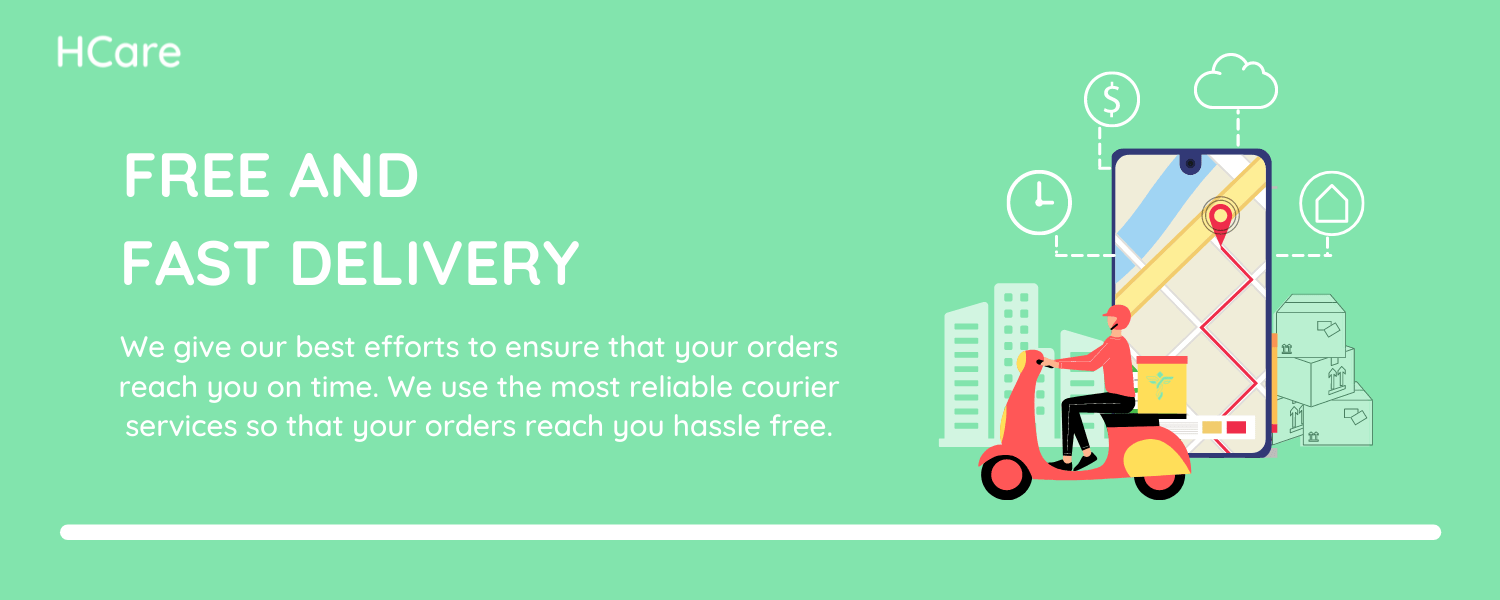 HCare
FREE AND
FAST DELIVERY
We give our best efforts to ensure that your orders
reach you on time. We use the most reliable courier
services so that your orders reach you hassle free.
$